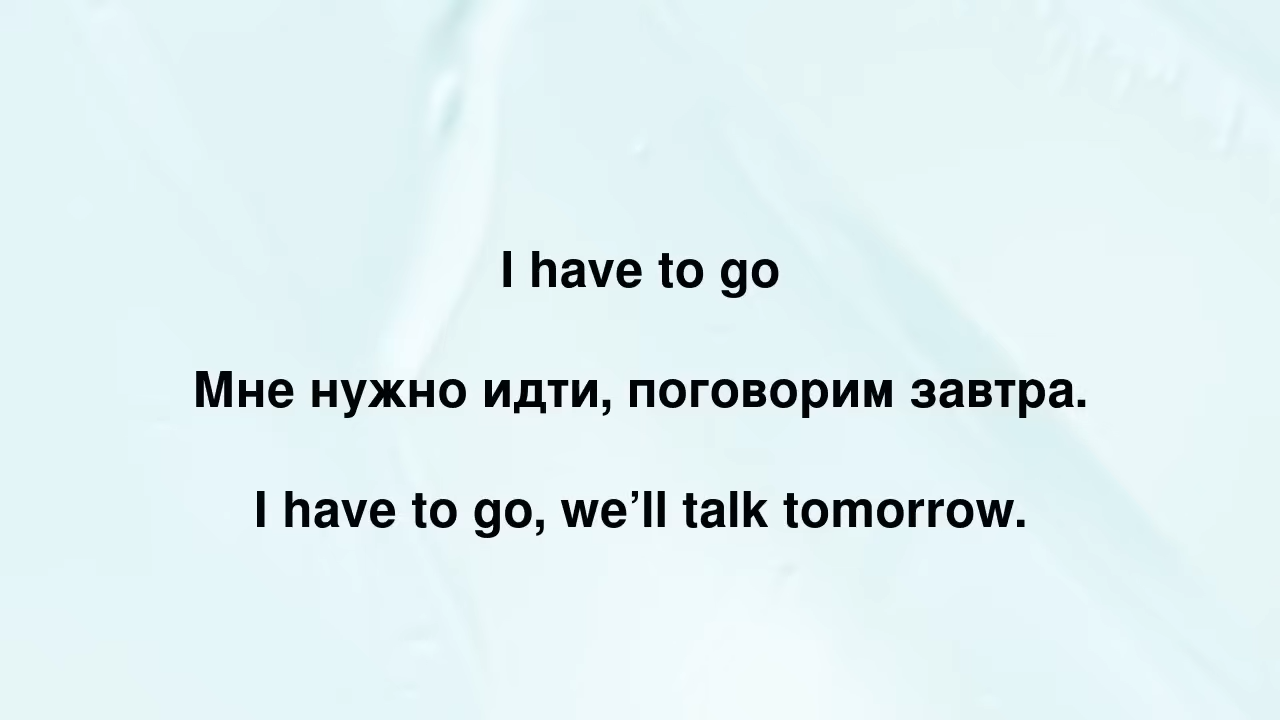 I have to go
Мне нужно идти, поговорим завтра.
I have to go, we’ll talk tomorrow.